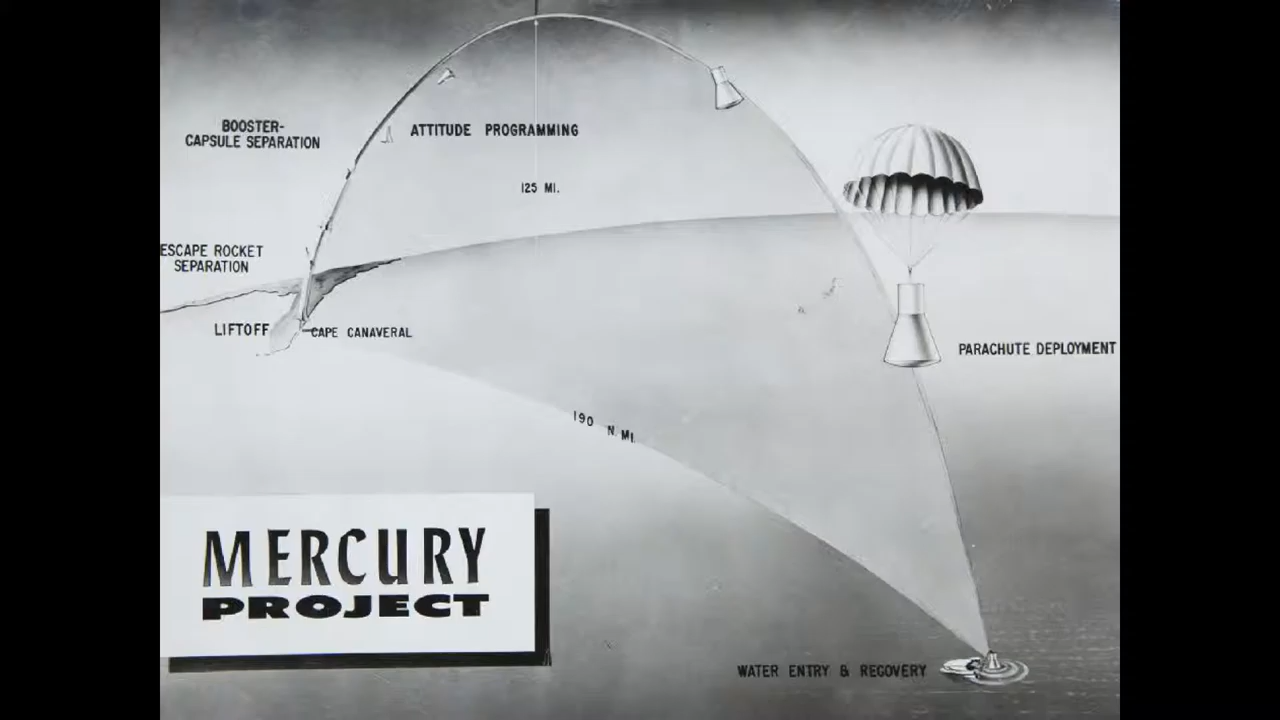 BOOSTER-
CAPSULE SEPARATION
ATTITUDE PROGRAMMING
125 MI.
ESCAPE ROCKET
SEPARATION
LIFTOFF
CAPE CANAVERAL
PARACHUTE DEPLOYMENT
190 N. MI.
MERCURY
PROJECT
WATER ENTRY & RECOVERY